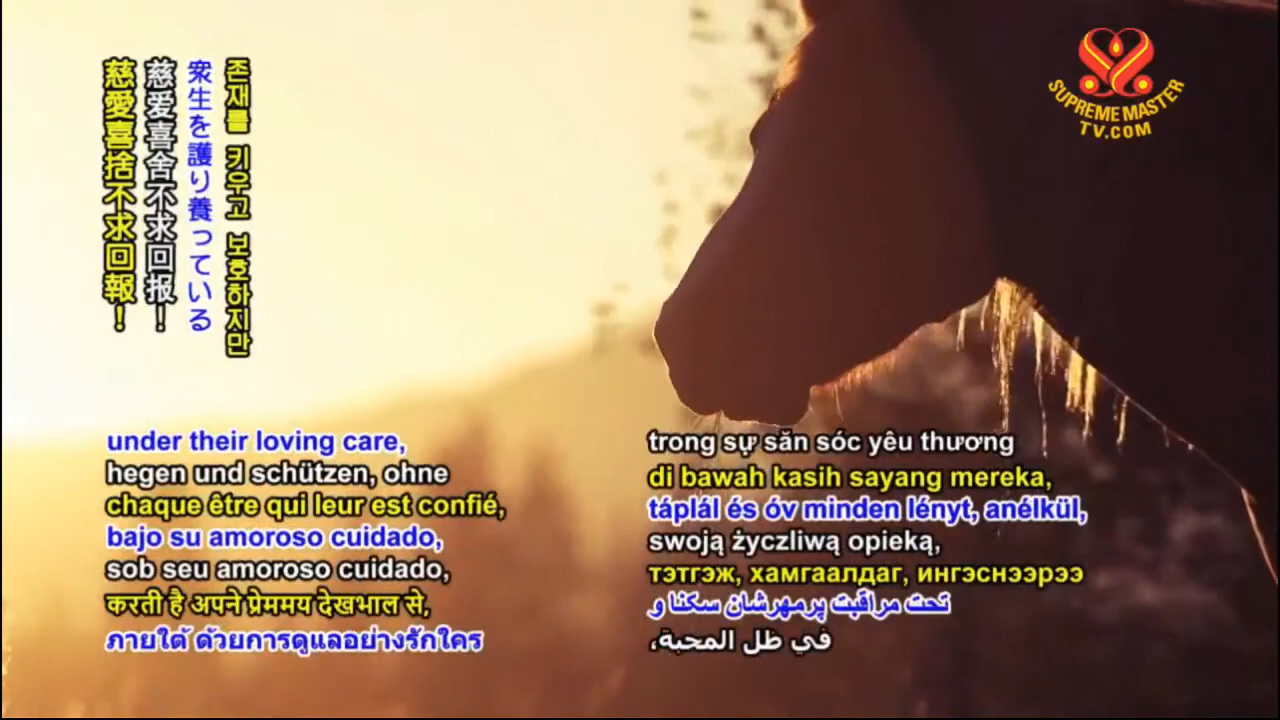 慈愛喜捨不求回報！
慈爱喜舍不求回报！
衆生を護り養っている
존재를 키우고 보호하지만
SUPREME MASTER
TV.COM
under their loving care,
hegen und schützen, ohne
chaque être qui leur est confié,
bajo su amoroso cuidado,
sob seu amoroso cuidado,
करती है अपने प्रेममय देखभाल से,
ภายใต้ ด้วยการดูแลอย่างรักใคร่
trong sự săn sóc yêu thương
di bawah kasih sayang mereka,
táplál és óv minden lényt, anélkül,
swoją życzliwą opieką,
тэтгэж, хамгаалдаг, ингэснээрээ
تحت مراقبت پرمهرشان سکنا و
في ظل المحبة،